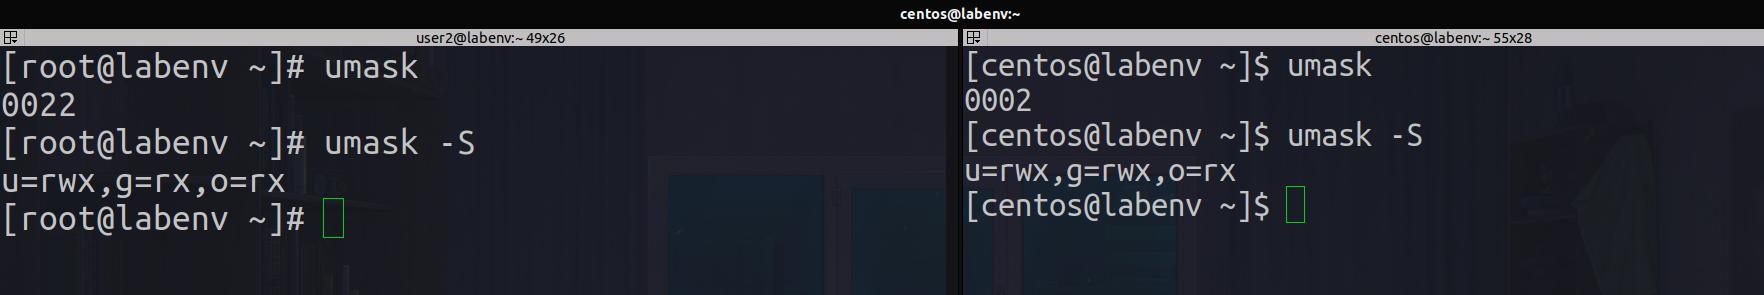 centos@labenv:~
user2@labenv:~ 49x26
[root@labenv ~]# umask
0022
[root@labenv ~]# umask -S
u=rwx,g=rx,o=rx
[root@labenv ~]#
centos@labenv:~ 55x28
[centos@labenv ~]$ umask
0002
[centos@labenv ~]$ umask -S
u=rwx,g=rwx,o=rx
[centos@labenv ~]$